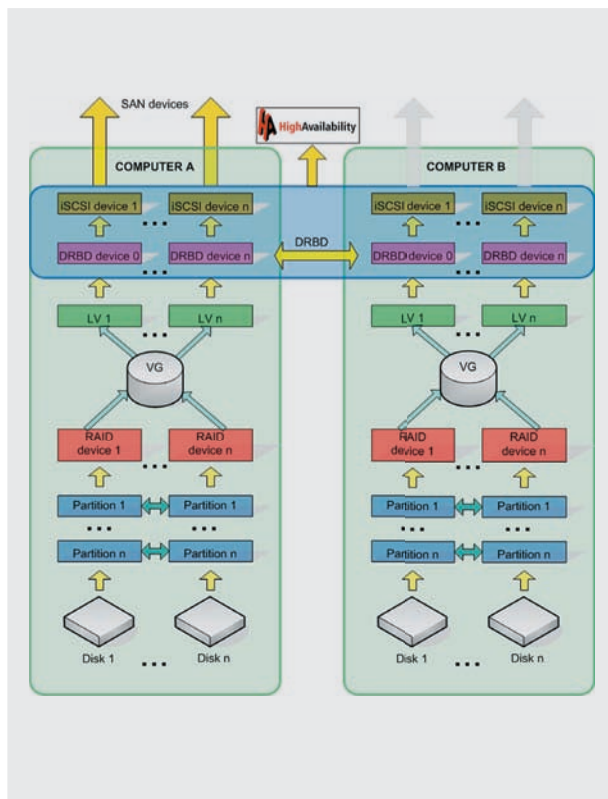 SAN devices
HighAvailability
COMPUTER A
COMPUTER B
iSCSI device 1
iSCSI device n
iSCSI device 1
iSCSI device n
...
...
DRBD
DRBD device 0
DRBD device n
DRBD device 0
DRBD device n
...
...
LV 1
LV n
LV 1
LV n
...
...
VG
VG
RAID
device 1
RAID
device n
RAID
device 1
RAID
device n
...
...
Partition 1
Partition 1
Partition 1
Partition 1
...
...
...
...
Partition n
Partition n
Partition n
Partition n
Disk 1
...
Disk n
Disk 1
...
Disk n